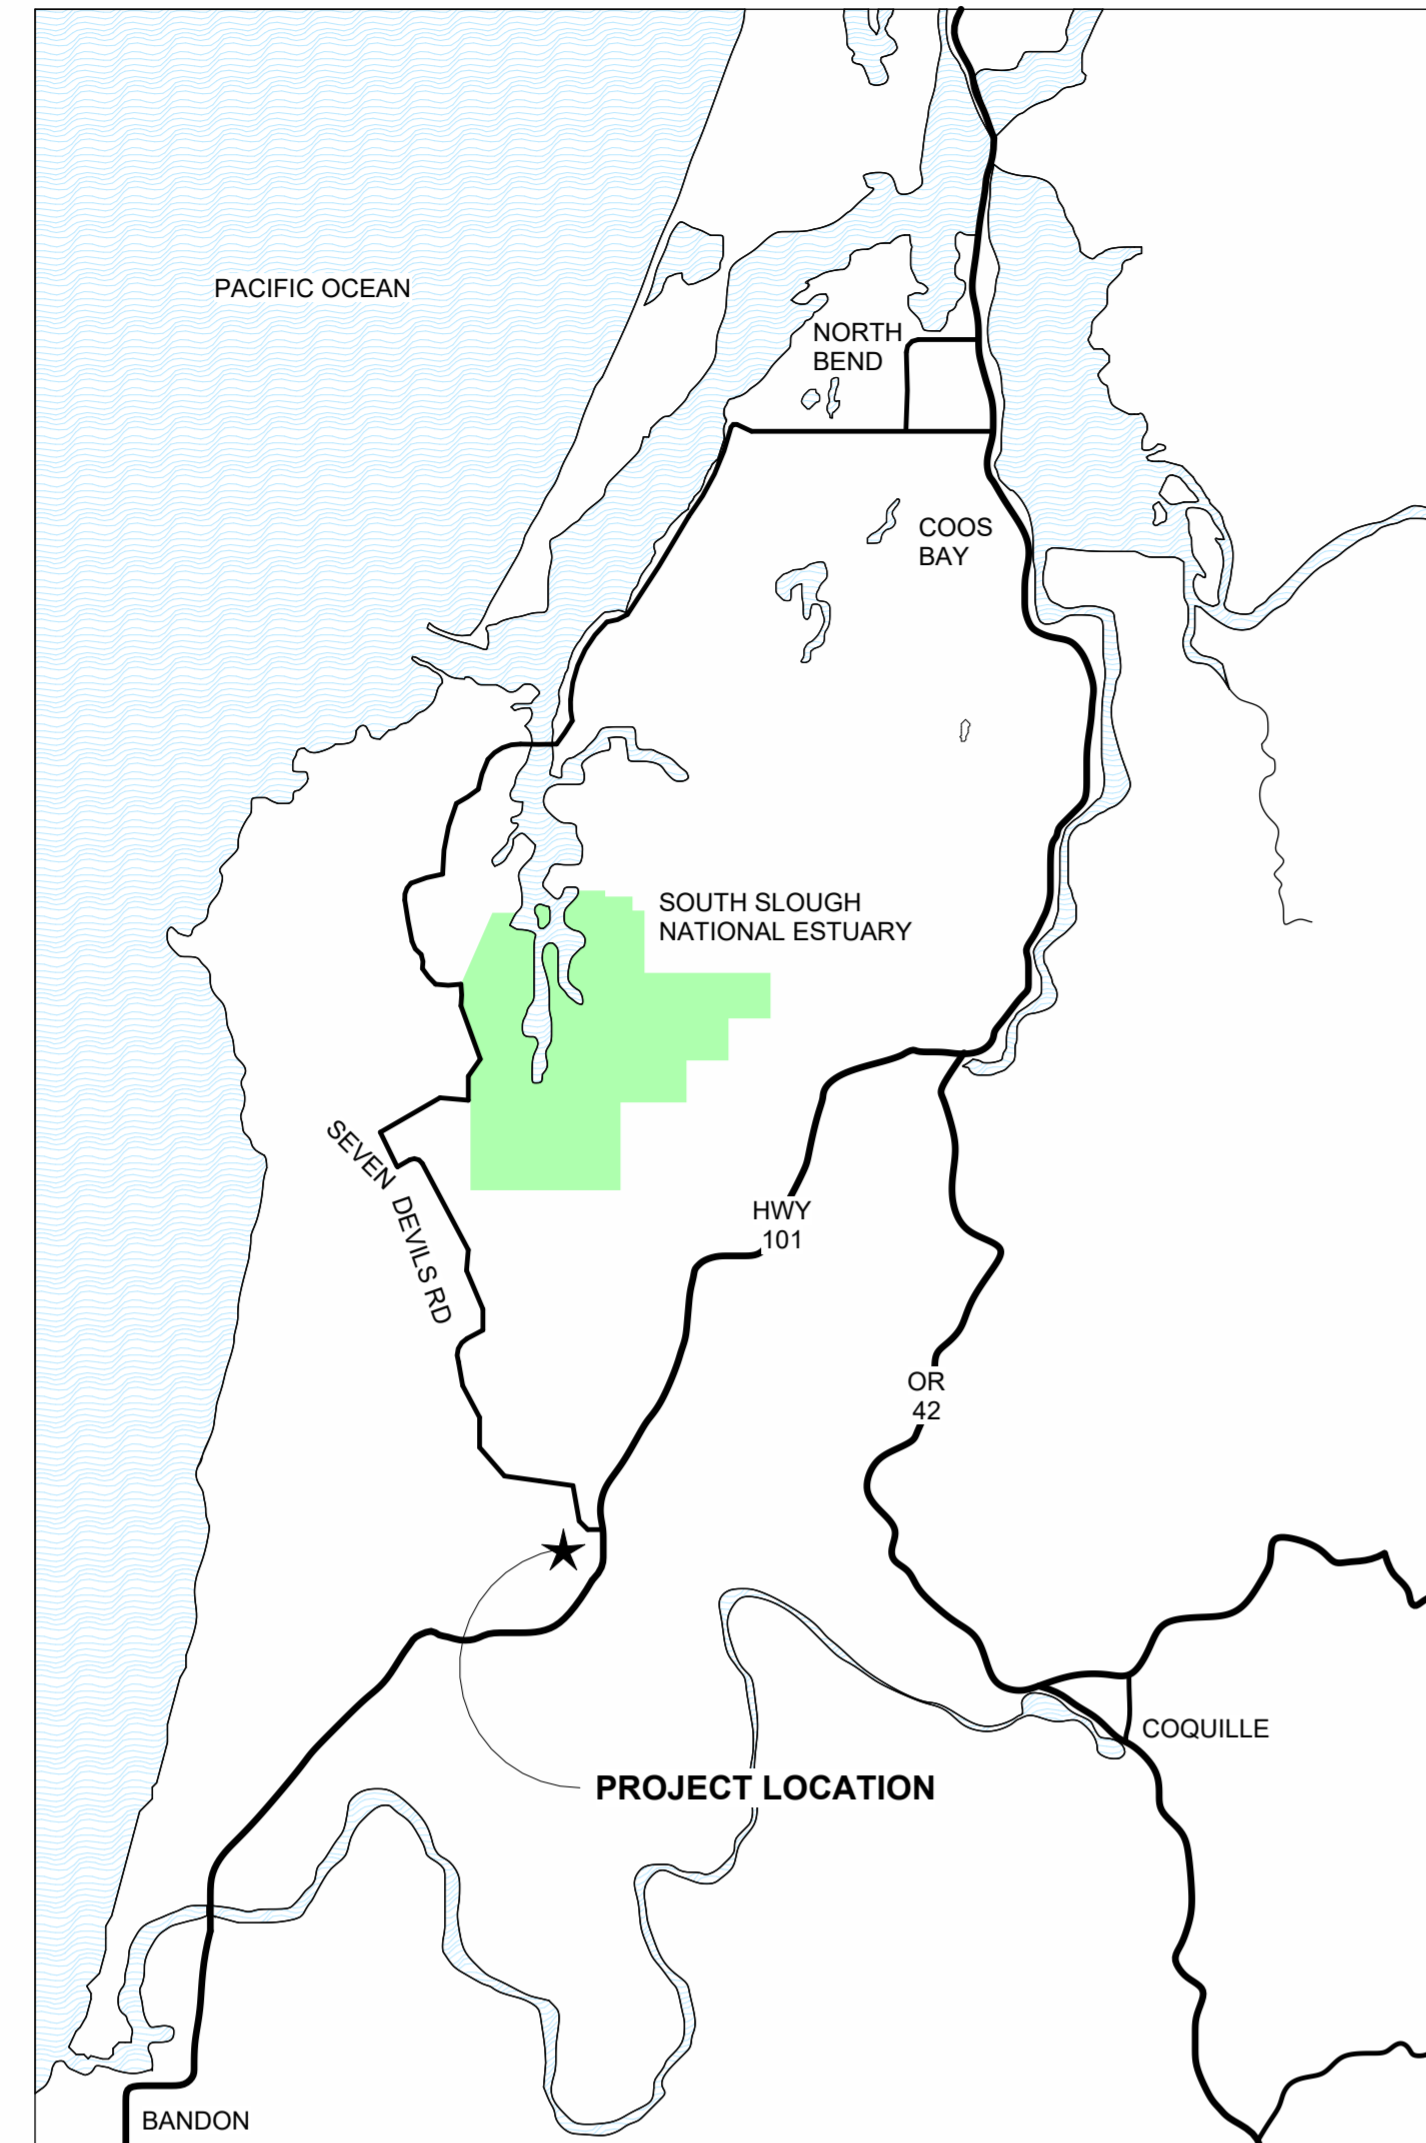 PACIFIC OCEAN
NORTH
BEND
COOS
BAY
SOUTH SLOUGH
NATIONAL ESTUARY
SEVEN DEVILS RD
HWY
101
OR
42
COQUILLE
PROJECT LOCATION
BANDON